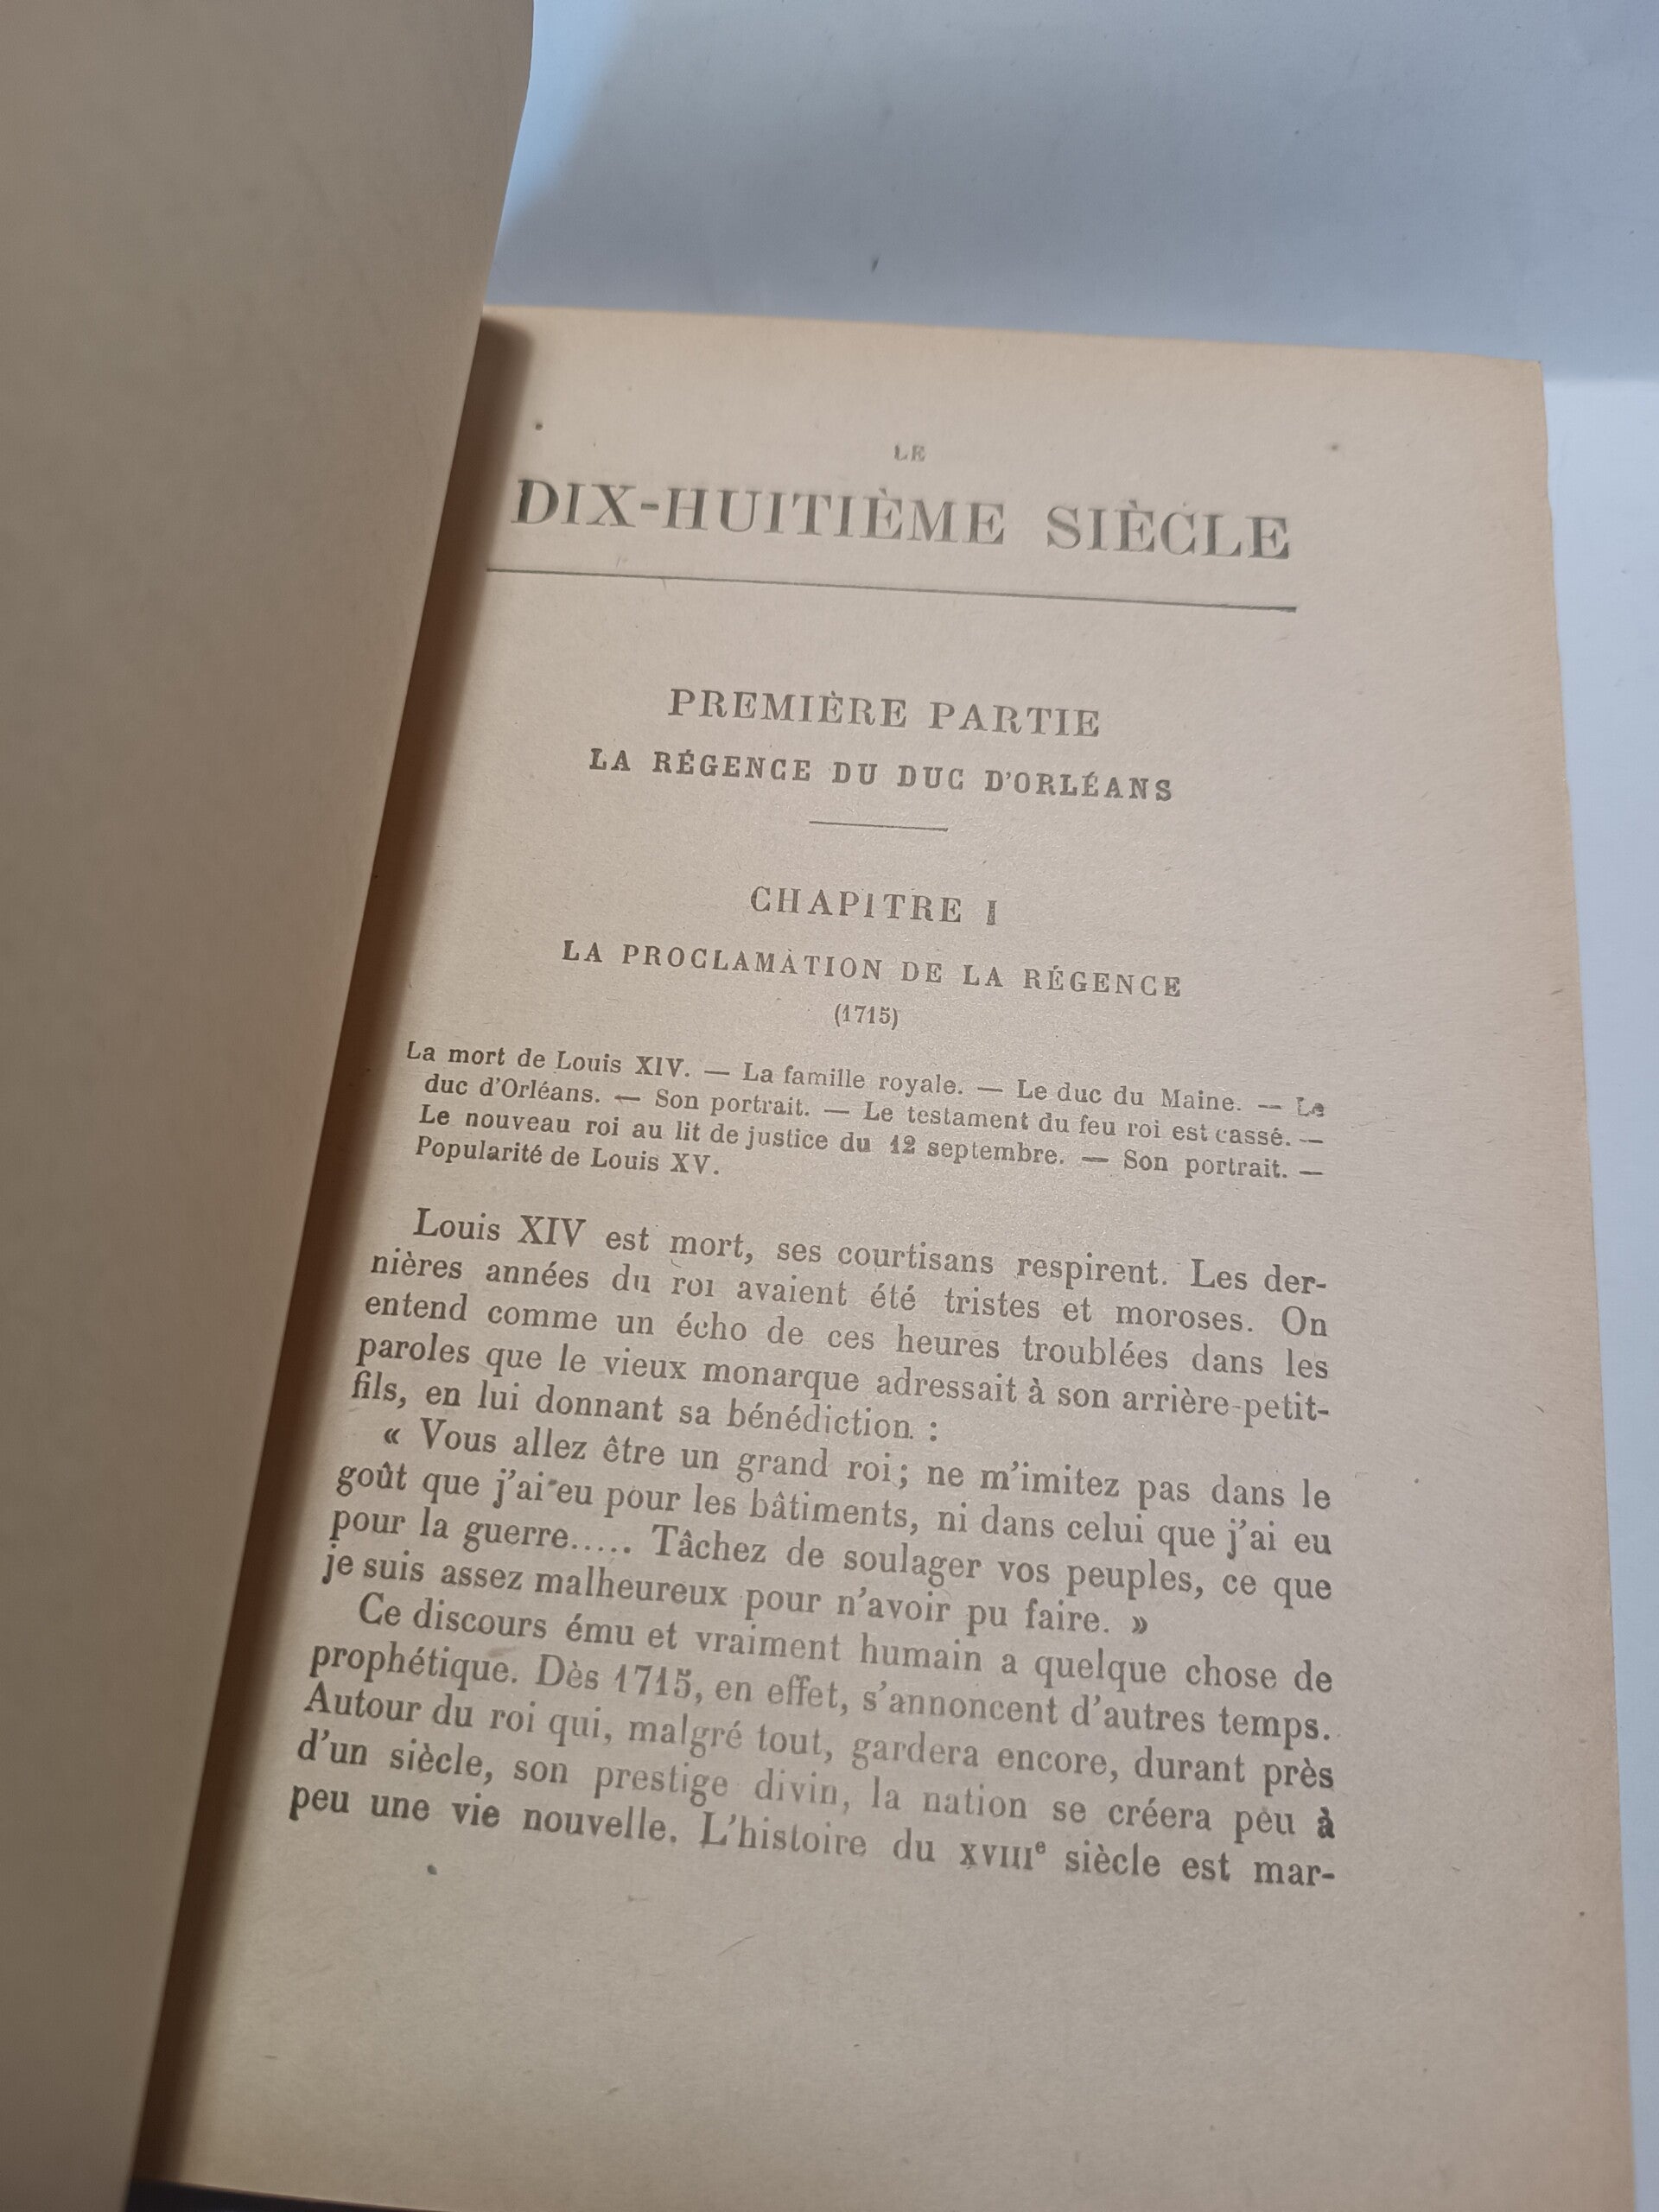 LE
DIX-HUITIÈME SIÈCLE
PREMIÈRE PARTIE
LA RÉGENCE DU DUC D'ORLÉANS
CHAPITRE I
LA PROCLAMATION DE LA RÉGENCE
(1715)
La mort de Louis XIV. — La famille royale. — Le duc du Maine. — Le
duc d'Orléans. — Son portrait. — Le testament du feu roi est cassé. —
Le nouveau roi au lit de justice du 12 septembre. — Son portrait. —
Popularité de Louis XV.
Louis XIV est mort, ses courtisans respirent. Les der-
nières années du roi avaient été tristes et moroses. On
entend comme un écho de ces heures troublées dans les
paroles que le vieux monarque adressait à son arrière-petit-
fils, en lui donnant sa bénédiction :
« Vous allez être un grand roi; ne m'imitez pas dans le
goût que j'ai eu pour les bâtiments, ni dans celui que j'ai eu
pour la guerre..... Tâchez de soulager vos peuples, ce que
je suis assez malheureux pour n'avoir pu faire. »
Ce discours ému et vraiment humain a quelque chose de
prophétique. Dès 1715, en effet, s'annoncent d'autres temps.
Autour du roi qui, malgré tout, gardera encore, durant près
d'un siècle, son prestige divin, la nation se créera peu à
peu une vie nouvelle. L'histoire du XVIIIe siècle est mar-